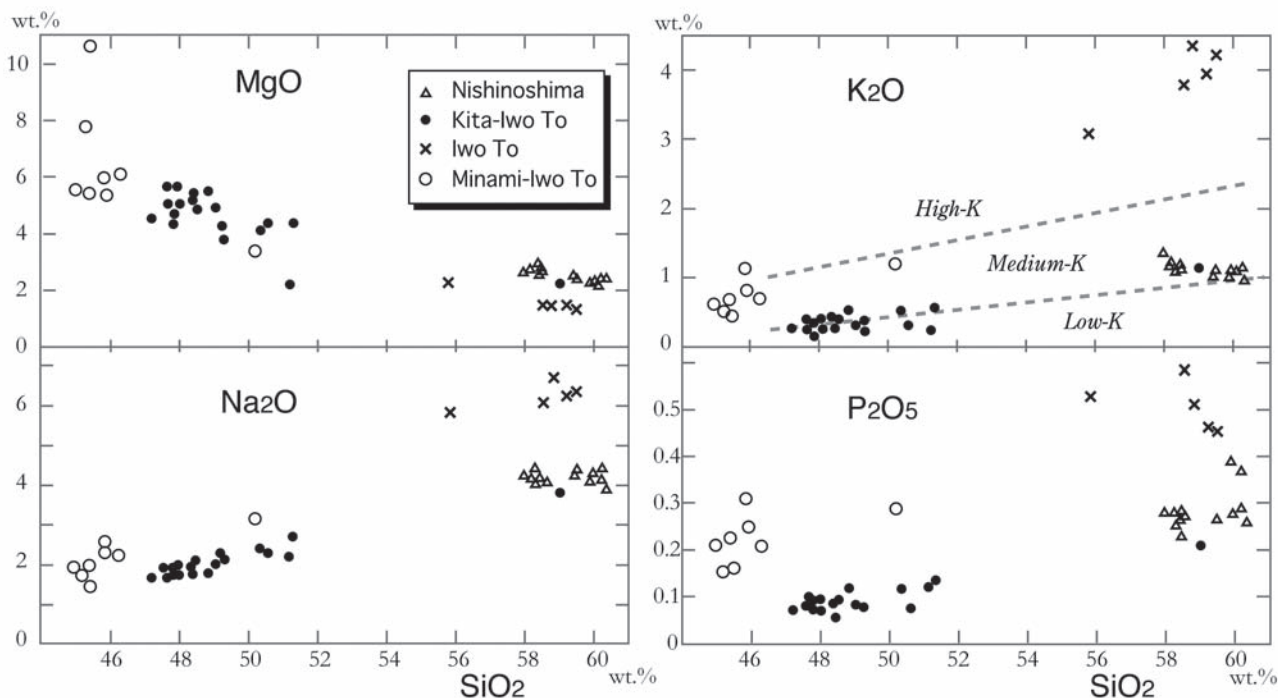 wt.%
10
8
6
4
2
0
MgO
Nishinoshima
Kita-Iwo To
Iwo To
Minami-Iwo To
wt.%
4
3
2
1
0
K2O
High-K
Medium-K
Low-K
6
4
2
0
Na2O
46 48 50 52 54 56 58 60
SiO2
wt.%
0.5
0.4
0.3
0.2
0.1
0
P2O5
46 48 50 52 54 56 58 60
SiO2
wt.%